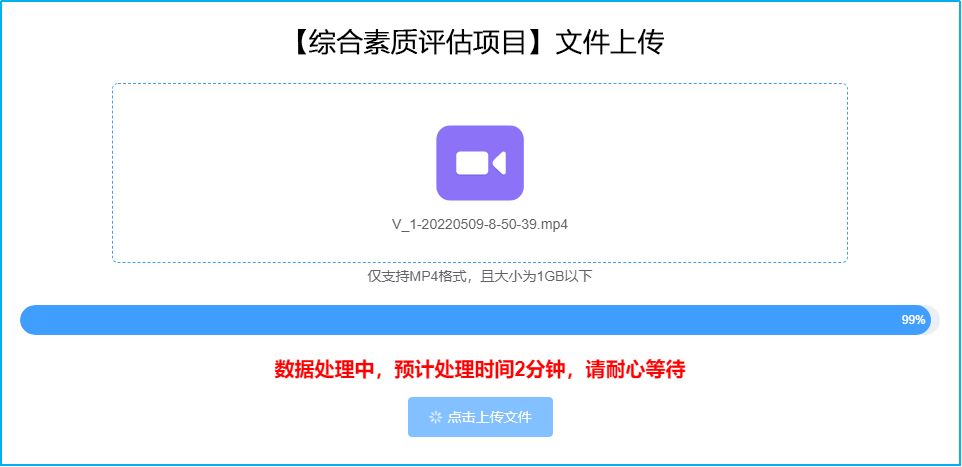 【综合素质评估项目】文件上传
V_1-20220509-8-50-39.mp4
仅支持MP4格式，且大小为1GB以下
99%
数据处理中，预计处理时间2分钟，请耐心等待
点击上传文件